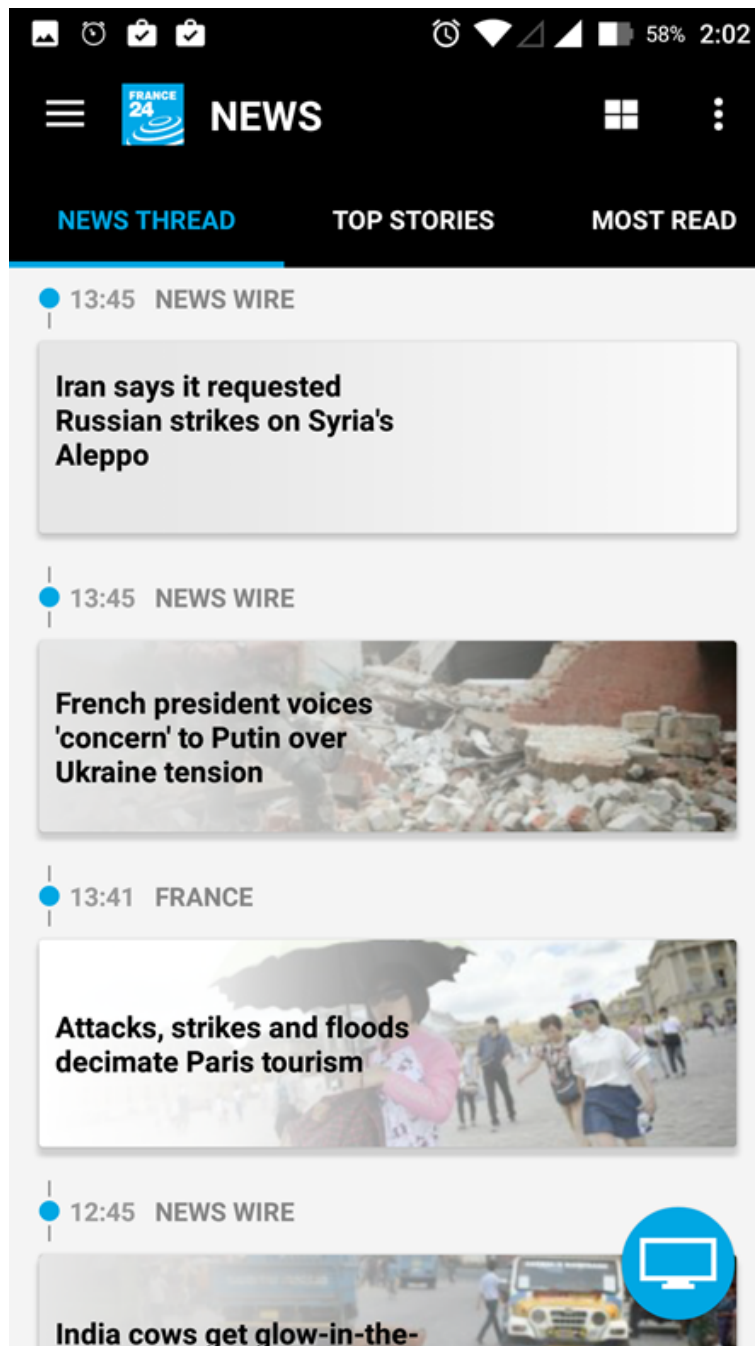 58% 2:02
FRANCE
24
NEWS
NEWS THREAD TOP STORIES MOST READ
13:45 NEWS WIRE
Iran says it requested
Russian strikes on Syria's
Aleppo
13:45 NEWS WIRE
French president voices
'concern' to Putin over
Ukraine tension
13:41 FRANCE
Attacks, strikes and floods
decimate Paris tourism
12:45 NEWS WIRE
India cows get glow-in-the-